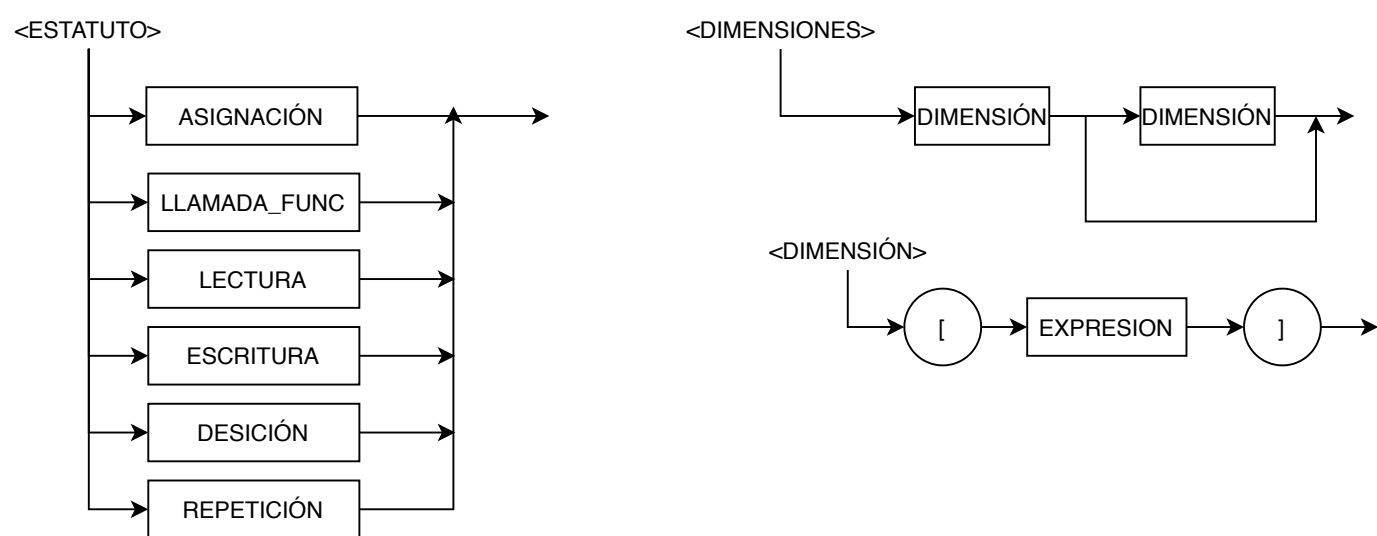 <ESTATUTO>
ASIGNACIÓN
LLAMADA_FUNC
LECTURA
ESCRITURA
DESICIÓN
REPETICIÓN
<DIMENSIONES>
DIMENSIÓN
DIMENSIÓN
<DIMENSIÓN>
[
EXPRESION
]